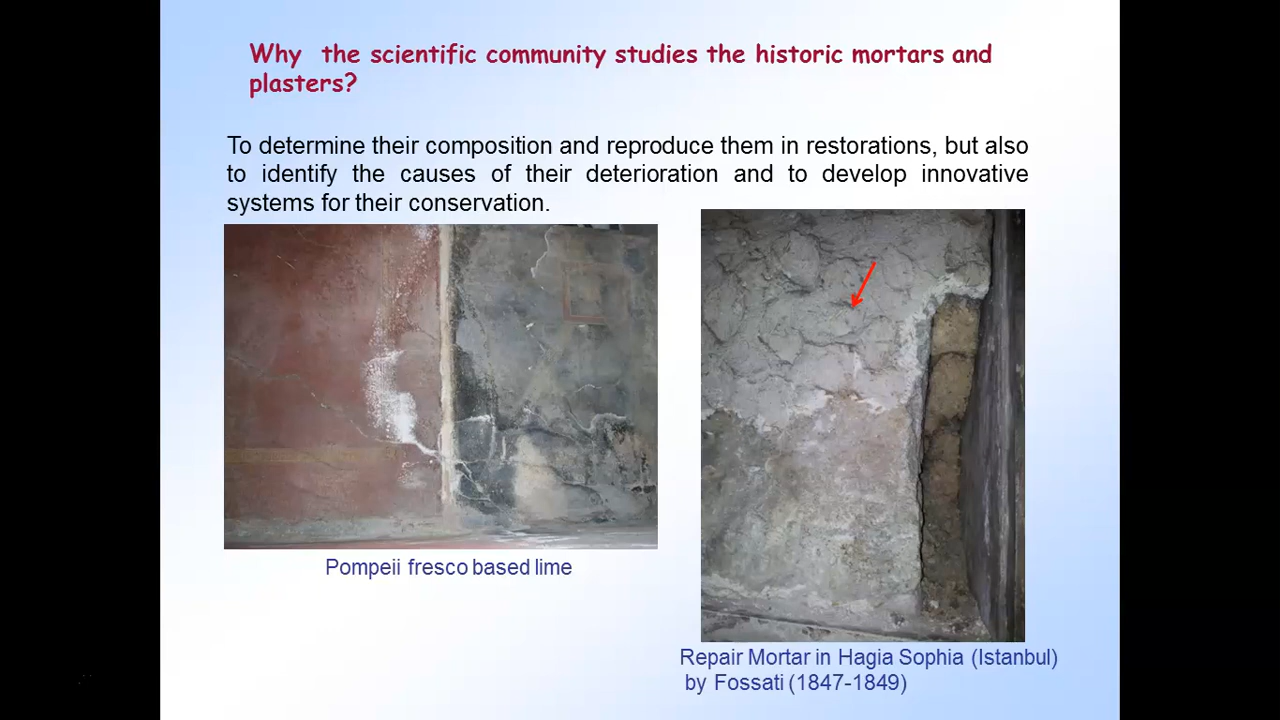 Why the scientific community studies the historic mortars and
plasters?
To determine their composition and reproduce them in restorations, but also
to identify the causes of their deterioration and to develop innovative
systems for their conservation.
Pompeii fresco based lime
Repair Mortar in Hagia Sophia (Istanbul)
by Fossati (1847-1849)